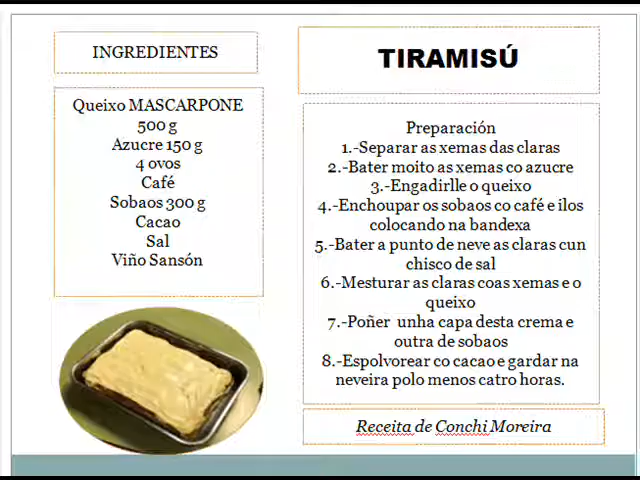 INGREDIENTES
Queixo MASCARPONE
500 g
Azucre 150 g
4 ovos
Café
Sobaos 300 g
Cacao
Sal
Viño Sansón
TIRAMISÚ
Preparación
1.-Separar as xemas das claras
2.-Bater moito as xemas co azucre
3.-Engadirlle o queixo
4.-Enchoupar os sobaos co café e ilos
colocando na bandexa
5.-Bater a punto de neve as claras cun
chisco de sal
6.-Mesturar as claras coas xemas e o
queixo
7.-Poñer unha capa desta crema e
outra de sobaos
8.-Espolvorear co cacao e gardar na
neveira polo menos catro horas.
Receita de Conchi Moreira